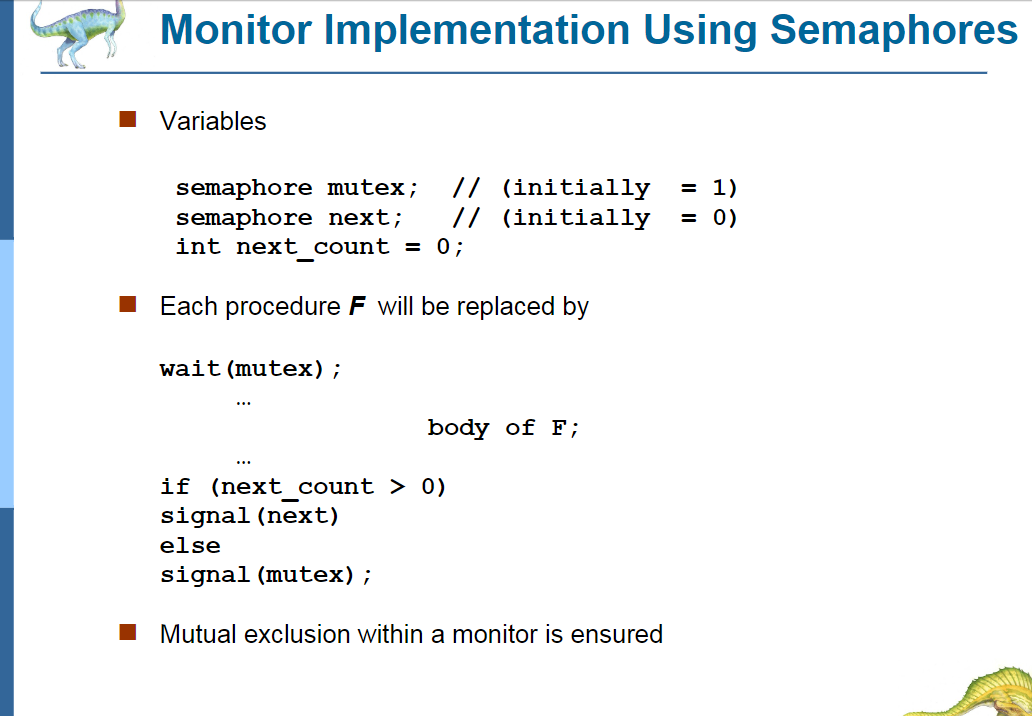 Monitor Implementation Using Semaphores
Variables
semaphore mutex;  // (initially  = 1)
semaphore next;   // (initially  = 0)
int next_count = 0;
Each procedure F will be replaced by
wait(mutex);
...
body of F;
...
if (next_count > 0)
signal(next)
else
signal(mutex);
Mutual exclusion within a monitor is ensured